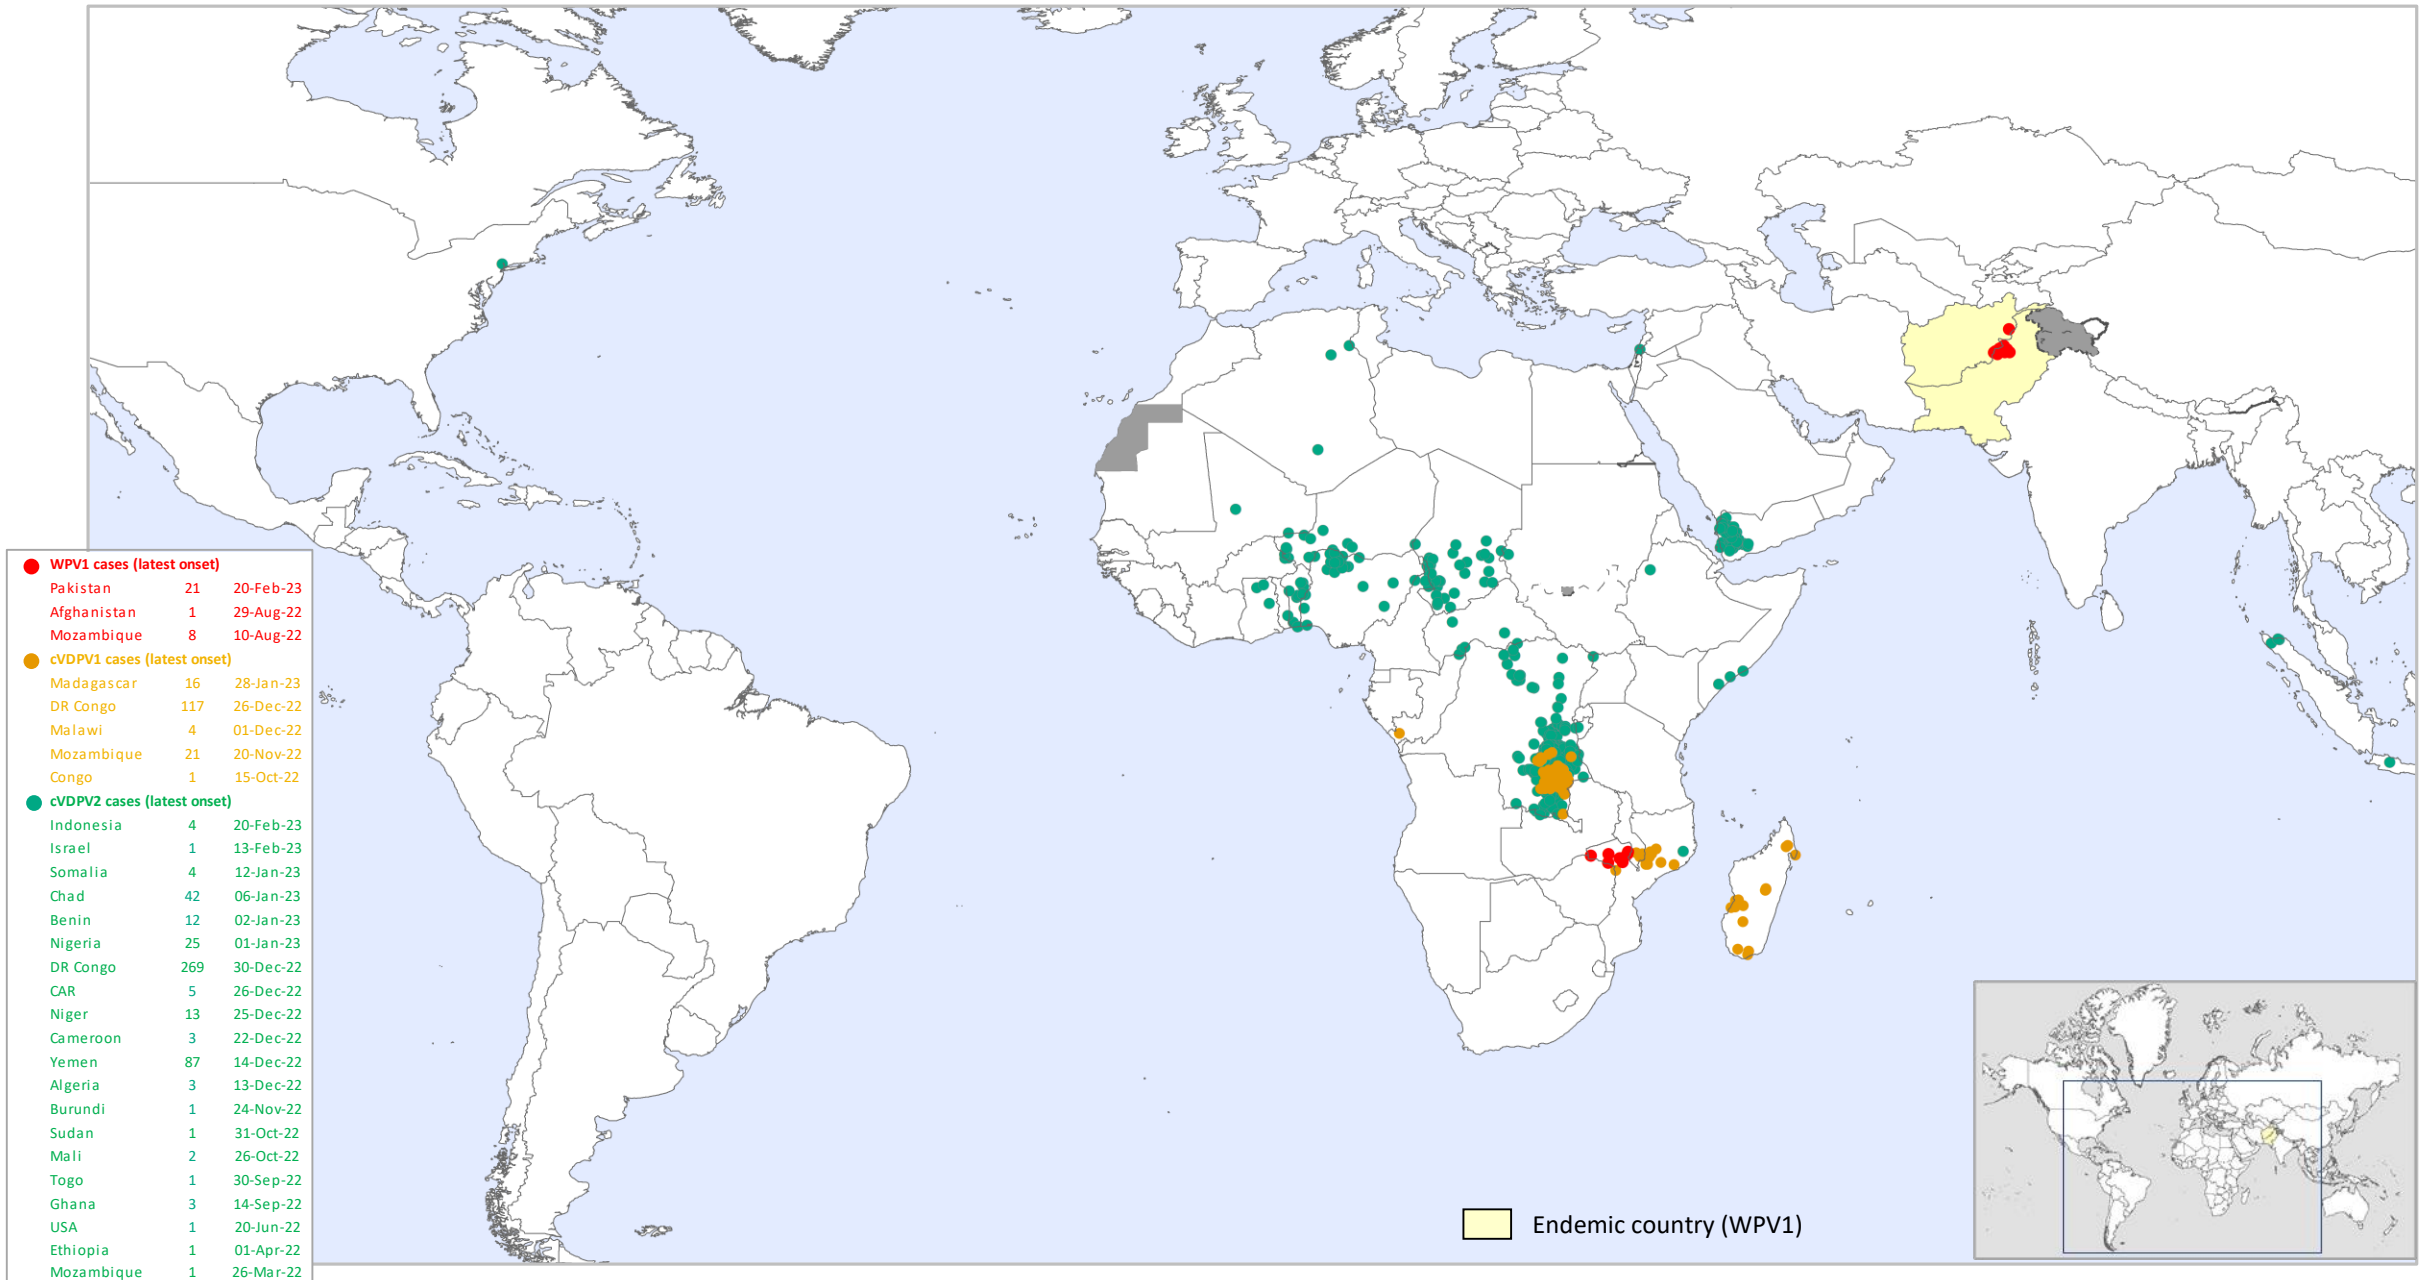 WPV1 cases (latest onset)
Pakistan 21 20-Feb-23
Afghanistan 1 29-Aug-22
Mozambique 8 10-Aug-22
cVDPV1 cases (latest onset)
Madagascar 16 28-Jan-23
DR Congo 117 26-Dec-22
Malawi 4 01-Dec-22
Mozambique 21 20-Nov-22
Congo 1 15-Oct-22
cVDPV2 cases (latest onset)
Indonesia 4 20-Feb-23
Israel 1 13-Feb-23
Somalia 4 12-Jan-23
Chad 42 06-Jan-23
Benin 12 02-Jan-23
Nigeria 25 01-Jan-23
DR Congo 269 30-Dec-22
CAR 5 26-Dec-22
Niger 13 25-Dec-22
Cameroon 3 22-Dec-22
Yemen 87 14-Dec-22
Algeria 3 13-Dec-22
Burundi 1 24-Nov-22
Sudan 1 31-Oct-22
Mali 2 26-Oct-22
Togo 1 30-Sep-22
Ghana 3 14-Sep-22
USA 1 20-Jun-22
Ethiopia 1 01-Apr-22
Mozambique 1 26-Mar-22
Endemic country (WPV1)